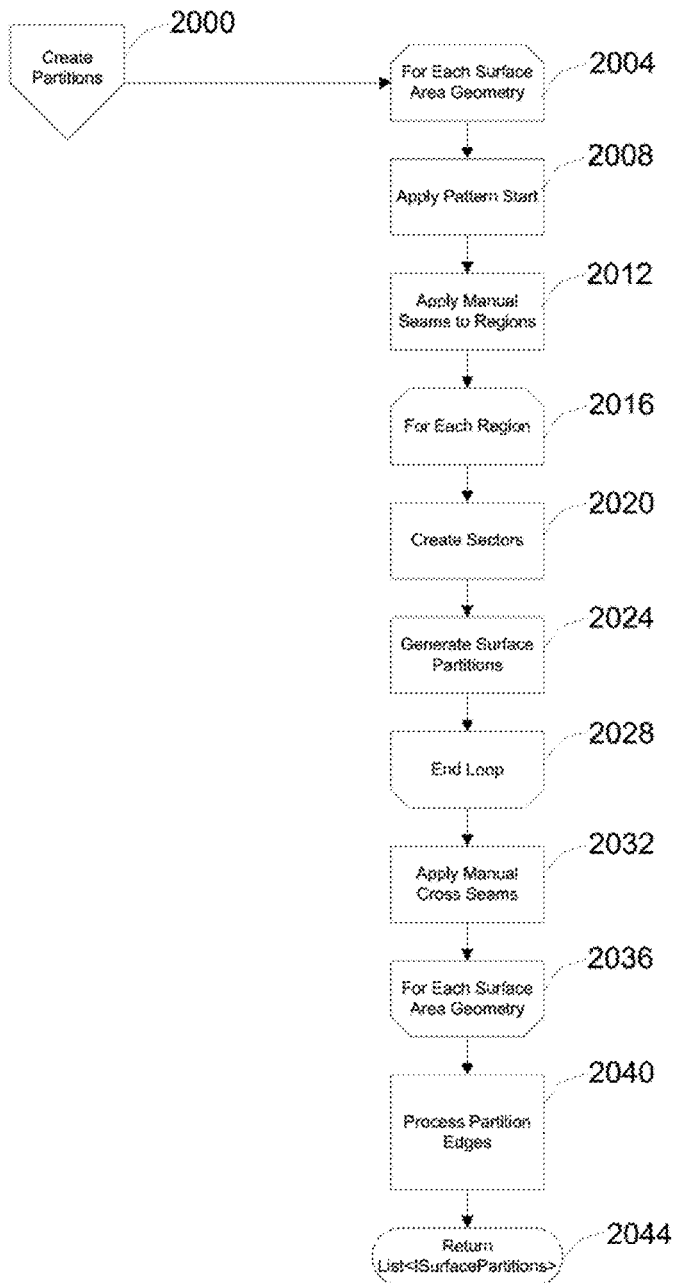 2000
Create
Partitions
For Each Surface
Area Geometry
2004
Apply Pattern Start
2008
Apply Manual
Seams to Regions
2012
For Each Region
2016
Create Sectors
2020
Generate Surface
Partitions
2024
End Loop
2028
Apply Manual
Cross Seams
2032
For Each Surface
Area Geometry
2036
Process Partition
Edges
2040
Return
List<ISurfacePartitions>
2044